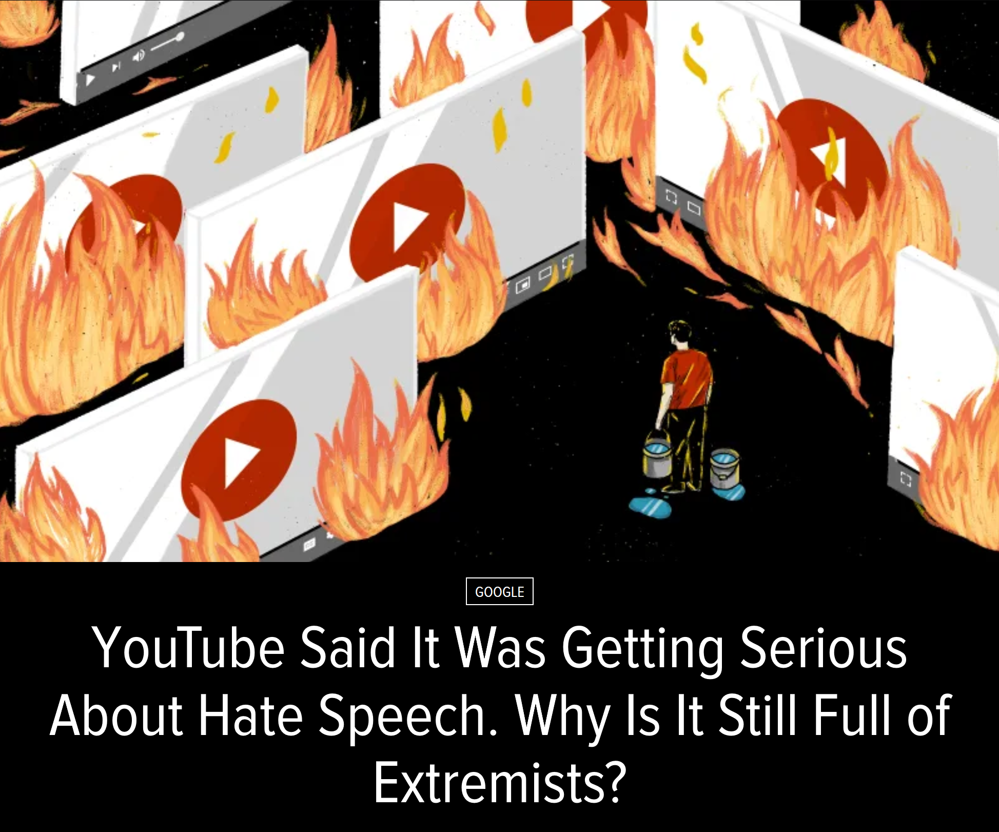 GOOGLE
YouTube Said It Was Getting Serious
About Hate Speech. Why Is It Still Full of
Extremists?